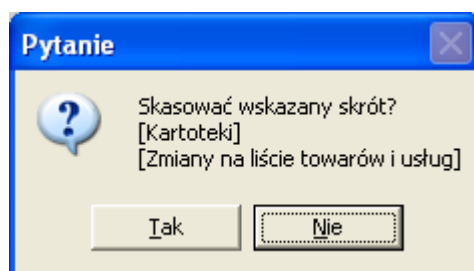 Pytanie
Skasować wskazany skrót?
[Kartoteki]
[Zmiany na liście towarów i usług]
Tak
Nie